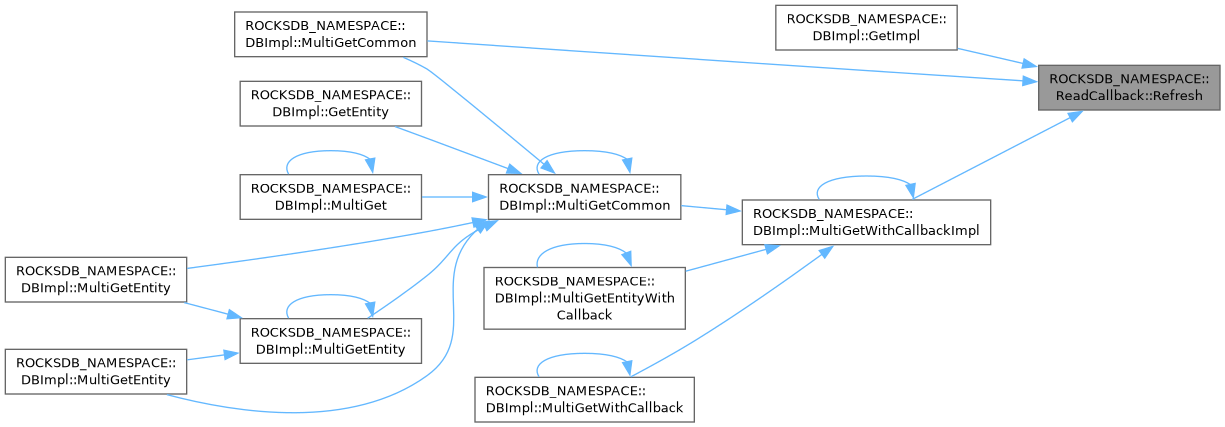 ROCKSDB_NAMESPACE::
DBImpl::MultiGetCommon
ROCKSDB_NAMESPACE::
DBImpl::GetImpl
ROCKSDB_NAMESPACE::
ReadCallback::Refresh
ROCKSDB_NAMESPACE::
DBImpl::GetEntity
ROCKSDB_NAMESPACE::
DBImpl::MultiGet
ROCKSDB_NAMESPACE::
DBImpl::MultiGetCommon
ROCKSDB_NAMESPACE::
DBImpl::MultiGetWithCallbackImpl
ROCKSDB_NAMESPACE::
DBImpl::MultiGetEntity
ROCKSDB_NAMESPACE::
DBImpl::MultiGetEntityWith
Callback
ROCKSDB_NAMESPACE::
DBImpl::MultiGetEntity
ROCKSDB_NAMESPACE::
DBImpl::MultiGetEntity
ROCKSDB_NAMESPACE::
DBImpl::MultiGetWithCallback